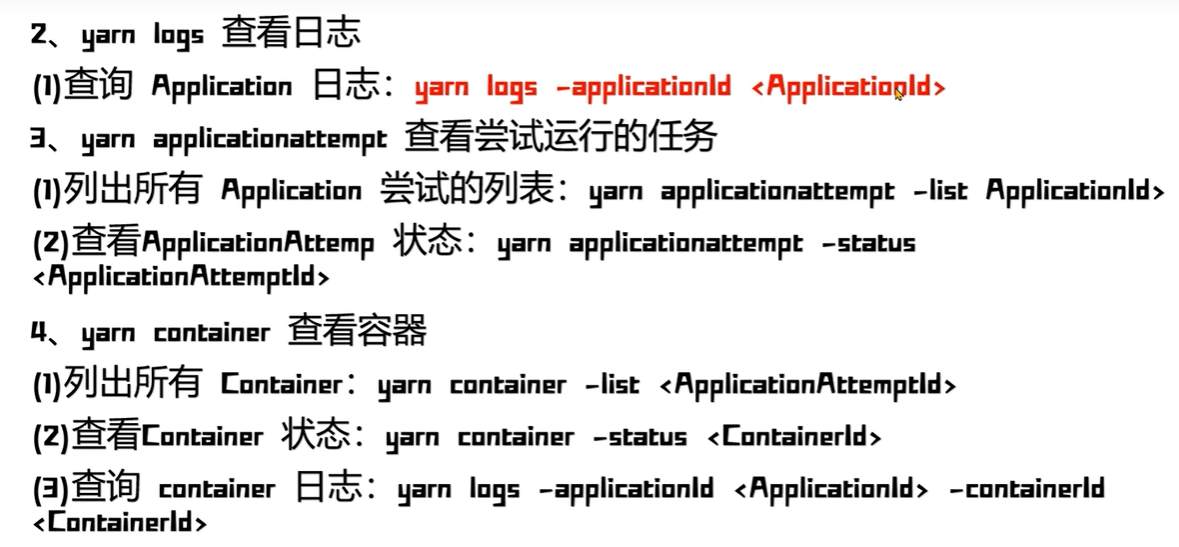 2、yarn logs 查看日志
(1)查询 Application 日志：yarn logs -applicationId <ApplicationId>
3、yarn applicationattempt 查看尝试运行的任务
(1)列出所有 Application 尝试的列表：yarn applicationattempt -list ApplicationId>
(2)查看ApplicationAttemp 状态：yarn applicationattempt -status
<ApplicationAttemptId>
4、yarn container 查看容器
(1)列出所有 Container：yarn container -list <ApplicationAttemptId>
(2)查看Container 状态：yarn container -status <ContainerId>
(3)查询 container 日志：yarn logs -applicationId <ApplicationId> -containerId
<ContainerId>